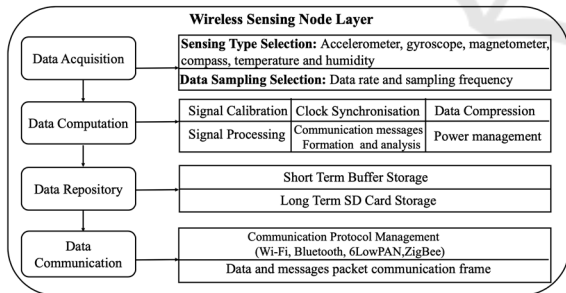 Wireless Sensing Node Layer
Data Acquisition
Sensing Type Selection: Accelerometer, gyroscope, magnetometer,
compass, temperature and humidity
Data Sampling Selection: Data rate and sampling frequency
Data Computation
Signal Calibration
Clock Synchronisation
Data Compression
Signal Processing
Communication messages
Formation and analysis
Power management
Data Repository
Short Term Buffer Storage
Long Term SD Card Storage
Data
Communication
Communication Protocol Management
(Wi-Fi, Bluetooth, 6LowPAN,ZigBee)
Data and messages packet communication frame